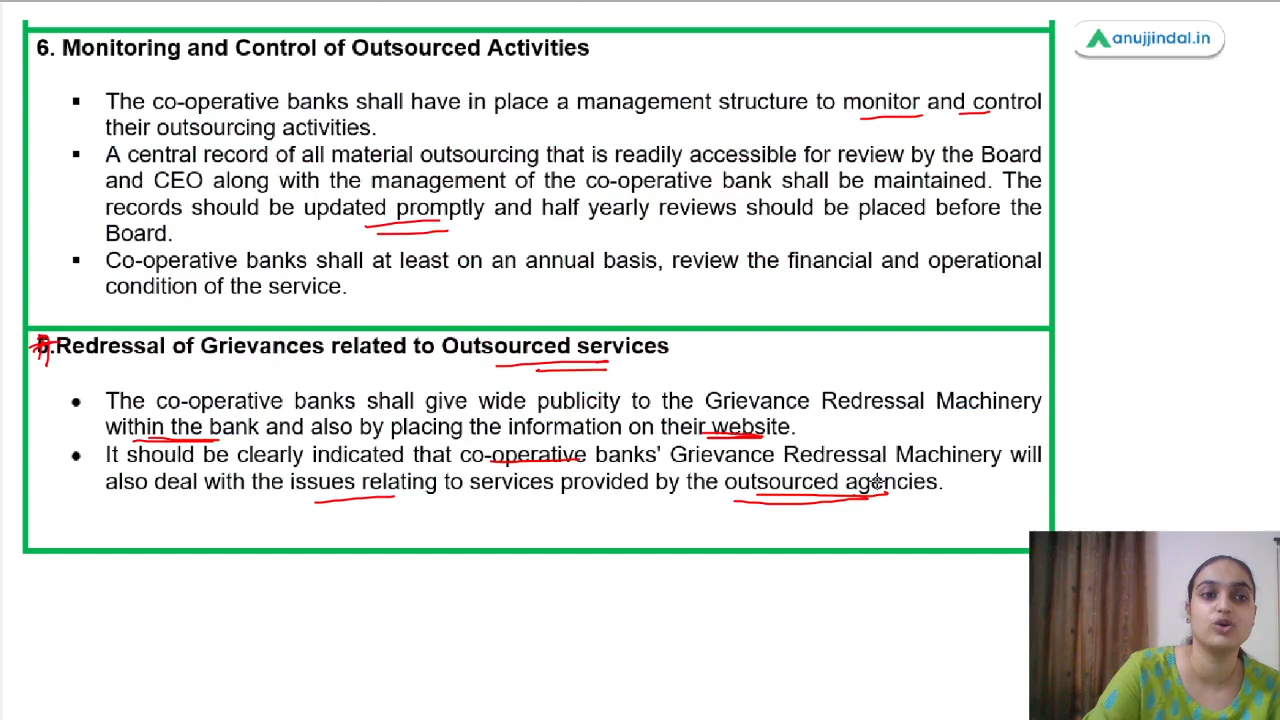 anujjindal.in
6. Monitoring and Control of Outsourced Activities
▪ The co-operative banks shall have in place a management structure to monitor and control
their outsourcing activities.
▪ A central record of all material outsourcing that is readily accessible for review by the Board
and CEO along with the management of the co-operative bank shall be maintained. The
records should be updated promptly and half yearly reviews should be placed before the
Board.
▪ Co-operative banks shall at least on an annual basis, review the financial and operational
condition of the service.
Redressal of Grievances related to Outsourced services
• The co-operative banks shall give wide publicity to the Grievance Redressal Machinery
within the bank and also by placing the information on their website.
• It should be clearly indicated that co-operative banks' Grievance Redressal Machinery will
also deal with the issues relating to services provided by the outsourced agencies.